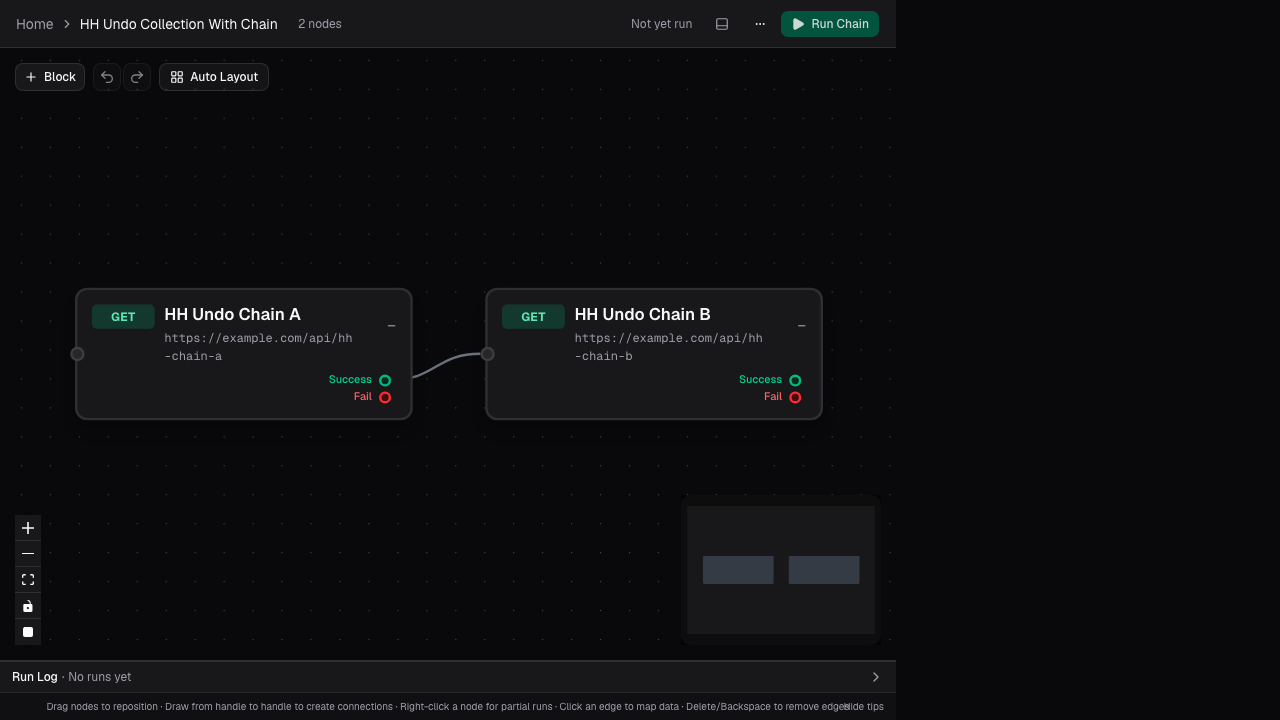 Home
HH Undo Collection With Chain
2 nodes
Not yet run
Run Chain
Block
Auto Layout
GET
HH Undo Chain A
https://example.com/api/hh
-chain-a
Success
Fail
GET
HH Undo Chain B
https://example.com/api/hh
-chain-b
Success
Fail
Run Log · No runs yet
Drag nodes to reposition · Draw from handle to handle to create connections · Right-click a node for partial runs · Click an edge to map data · Delete/Backspace to remove edges
Hide tips